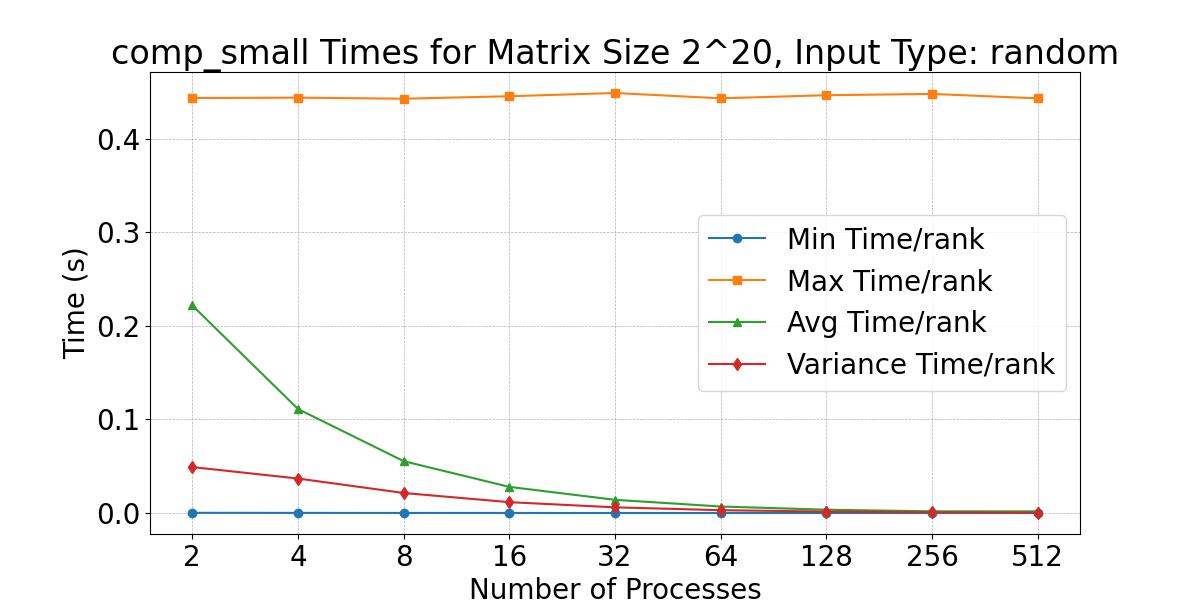 comp_small Times for Matrix Size 2^20, Input Type: random
0.4
0.3
0.2
0.1
0.0
Time (s)
Min Time/rank
Max Time/rank
Avg Time/rank
Variance Time/rank
2 4 8 16 32 64 128 256 512
Number of Processes